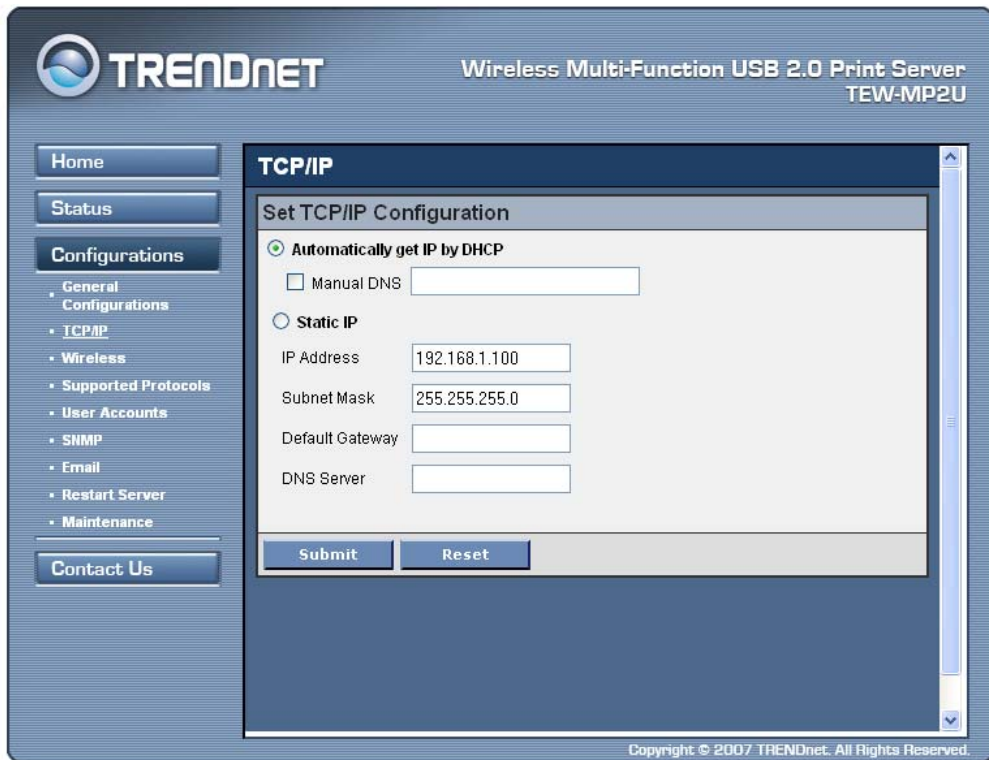 TRENDNET
Wireless Multi-Function USB 2.0 Print Server
TEW-MP2U
Home
Status
Configurations
General
Configurations
TCP/IP
Wireless
Supported Protocols
User Accounts
SNMP
Email
Restart Server
Maintenance
Contact Us
TCP/IP
Set TCP/IP Configuration
Automatically get IP by DHCP
Manual DNS
Static IP
IP Address 192.168.1.100
Subnet Mask 255.255.255.0
Default Gateway
DNS Server
Submit Reset
Copyright © 2007 TRENDnet. All Rights Reserved.